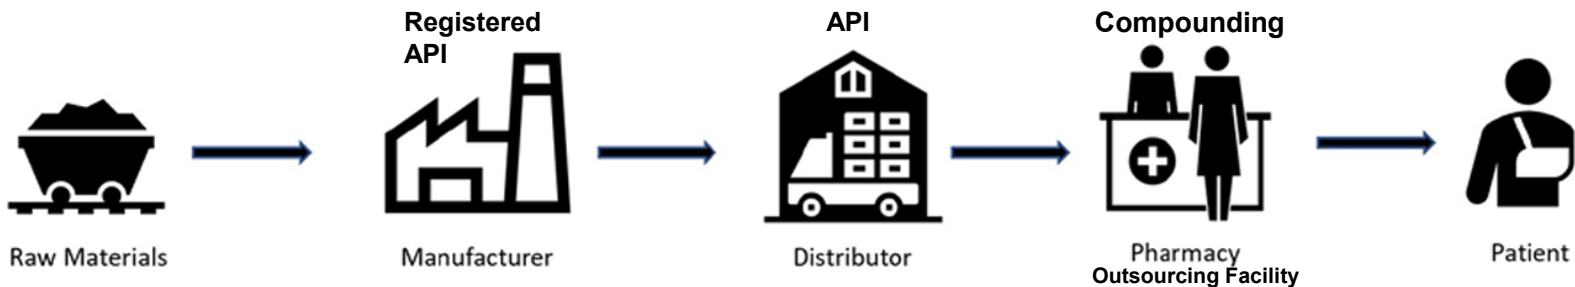 Registered
API
API
Compounding
Raw Materials
Manufacturer
Distributor
Pharmacy
Outsourcing Facility
Patient